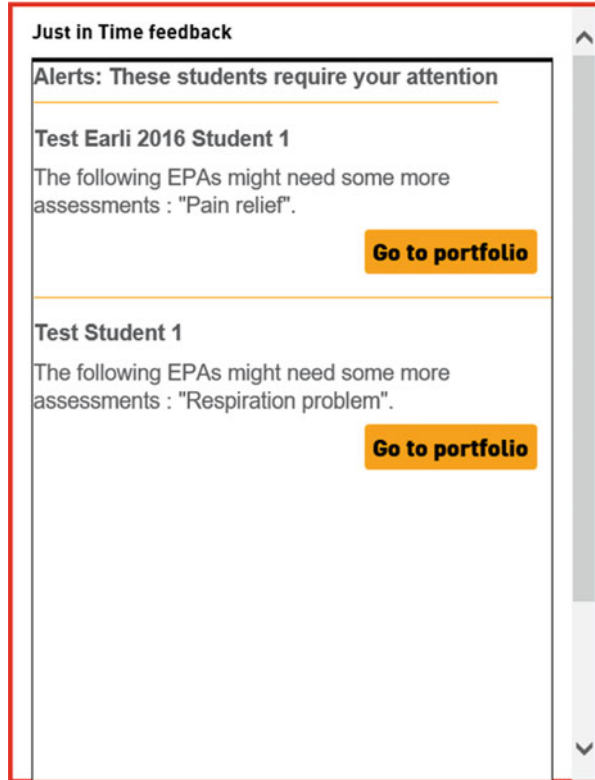 Just in Time feedback
Alerts: These students require your attention
Test Earli 2016 Student 1
The following EPAs might need some more
assessments : "Pain relief".
Go to portfolio
Test Student 1
The following EPAs might need some more
assessments : "Respiration problem".
Go to portfolio